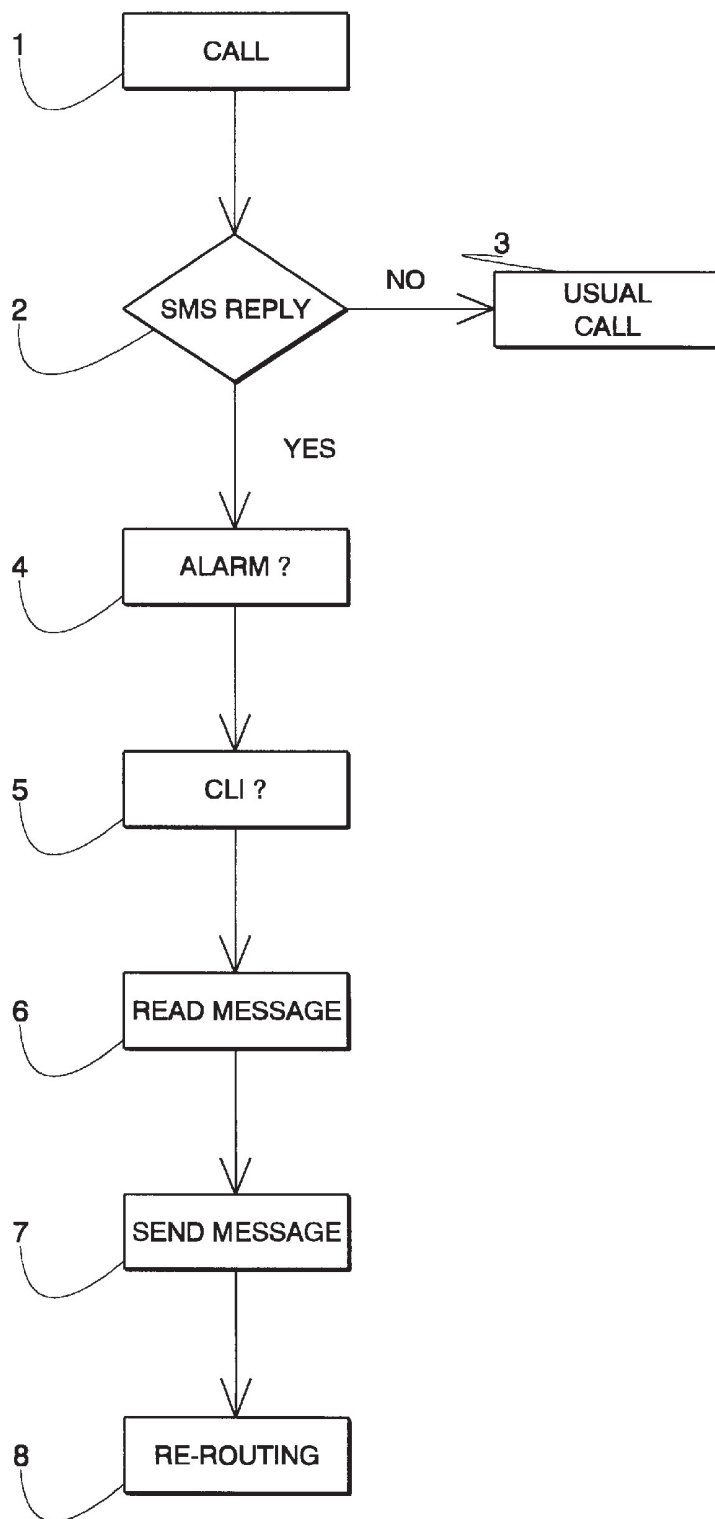 1
CALL
2
SMS REPLY
NO
3
USUAL
CALL
YES
4
ALARM ?
5
CLI ?
6
READ MESSAGE
7
SEND MESSAGE
8
RE-ROUTING